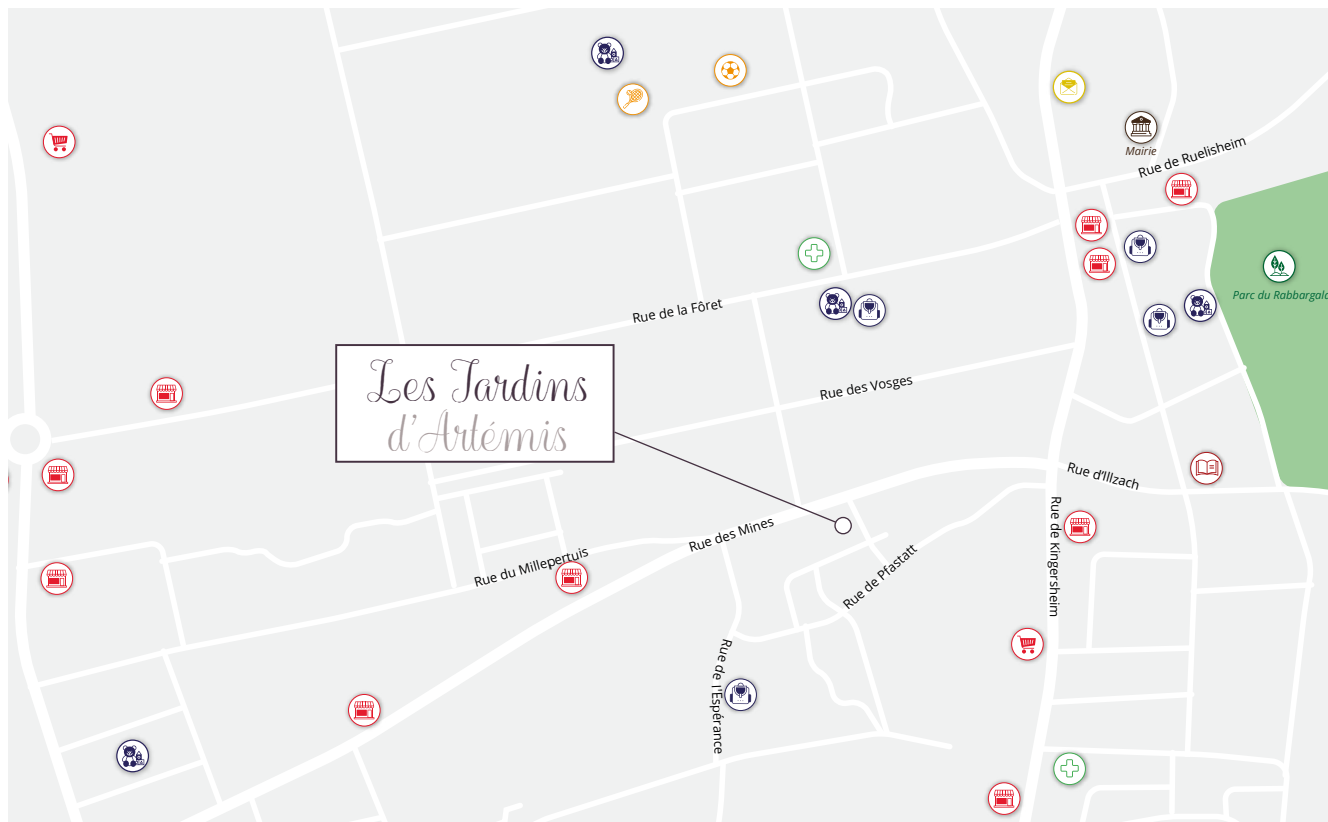 Mairie
Rue de Ruelisheim
Parc du Rabbargala
Rue de la Fôret
Les Jardins
d'Artémis
Rue des Vosges
Rue d'Illzach
Rue des Mines
Rue de Kingersheim
Rue du Millepertuis
Rue de Pfastatt
Rue de l'Espérance